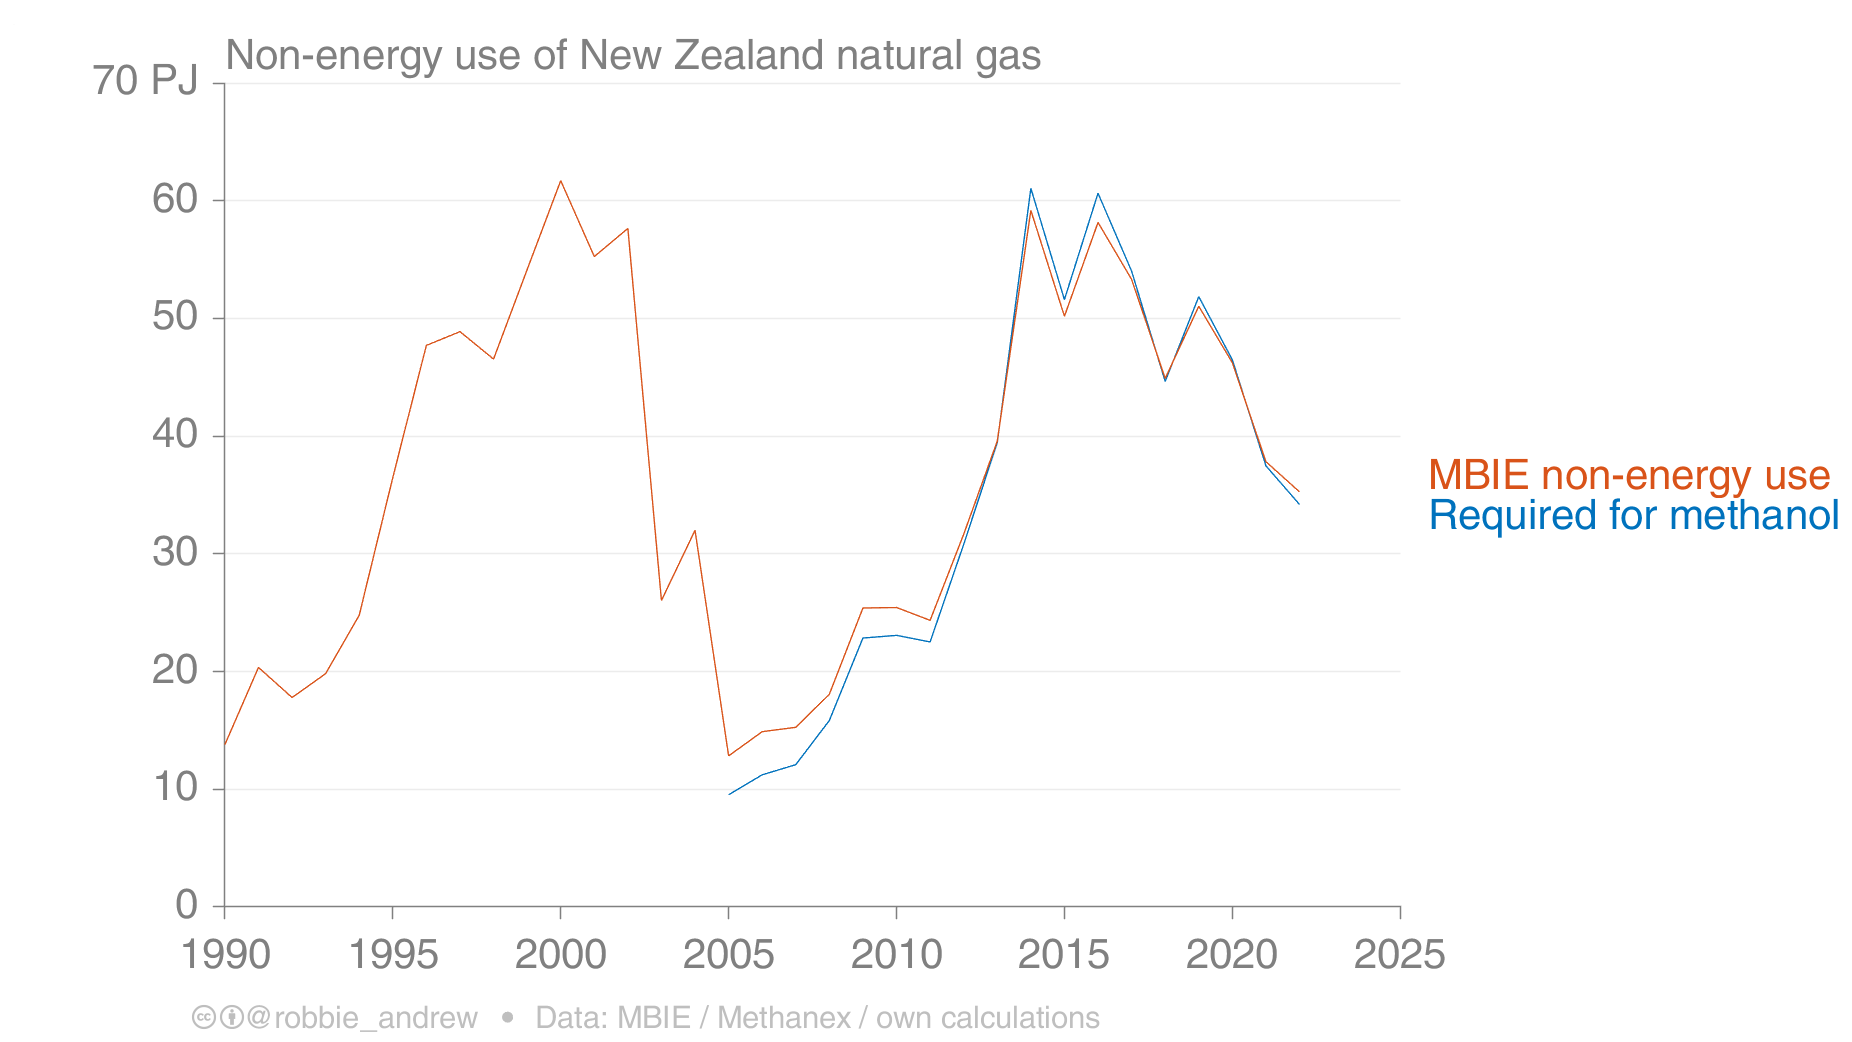 Non-energy use of New Zealand natural gas
70 PJ
60
50
40
30
20
10
0
1990 1995 2000 2005 2010 2015 2020 2025
MBIE non-energy use
Required for methanol
@robbie_andrew • Data: MBIE / Methanex / own calculations